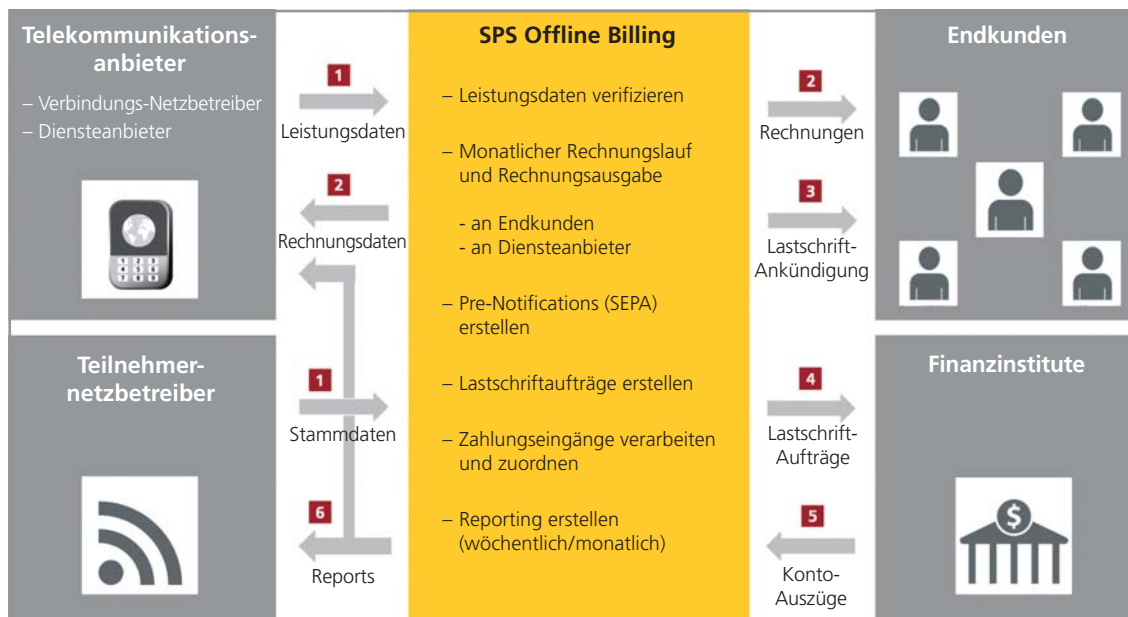 Telekommunikations-
anbieter
– Verbindungs-Netzbetreiber
– Diensteanbieter
1
Leistungsdaten
2
Rechnungsdaten
Teilnehmer-
netzbetreiber
1
Stammdaten
6
Reports
SPS Offline Billing
– Leistungsdaten verifizieren
– Monatlicher Rechnungslauf
und Rechnungsausgabe
- an Endkunden
- an Diensteanbieter
– Pre-Notifications (SEPA)
erstellen
– Lastschriftaufträge erstellen
– Zahlungseingänge verarbeiten
und zuordnen
– Reporting erstellen
(wöchentlich/monatlich)
2
Rechnungen
3
Lastschrift-
Ankündigung
Endkunden
4
Lastschrift-
Aufträge
5
Konto-
Auszüge
Finanzinstitute
$